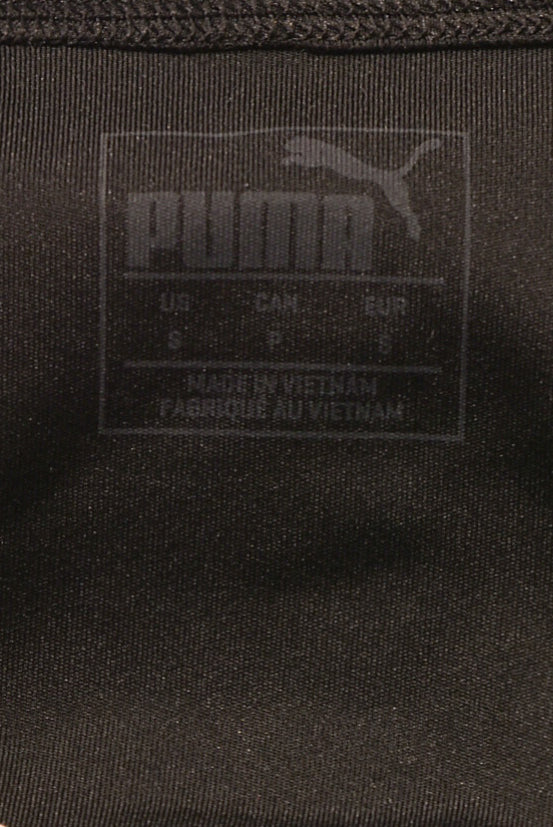 PUMA
US CAN EUR
S P S
MADE IN VIETNAM
FABRIQUÉ AU VIETNAM